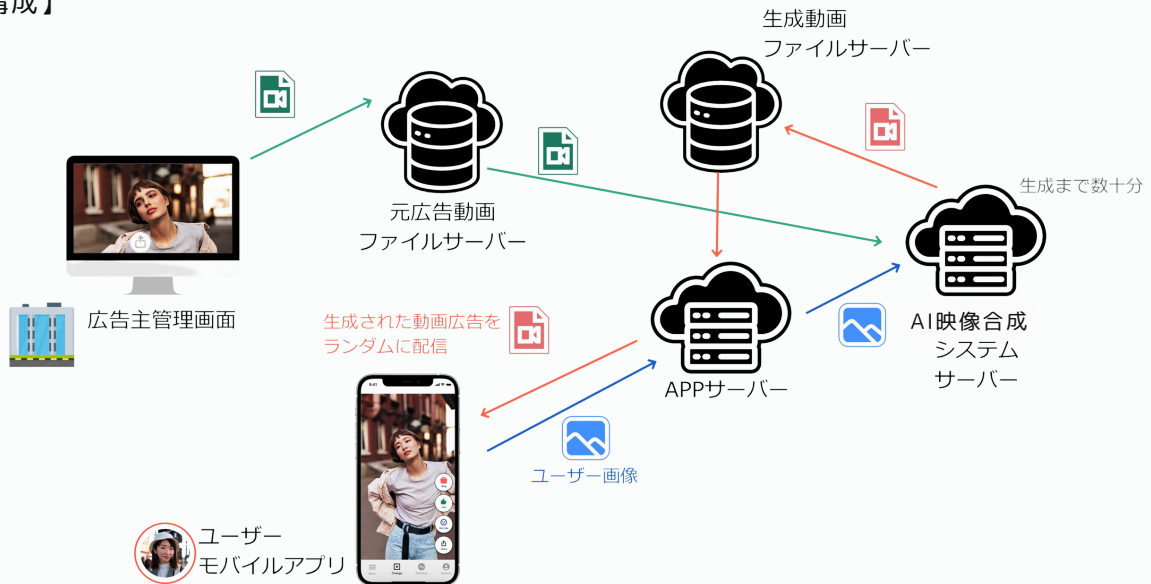 構成】
生成動画
ファイルサーバー
生成まで数十分
元広告動画
ファイルサーバー
広告主管理画面
生成された動画広告を
ランダムに配信
AI映像合成
システム
サーバー
APPサーバー
9:41
ユーザー画像
ユーザー
モバイルアプリ